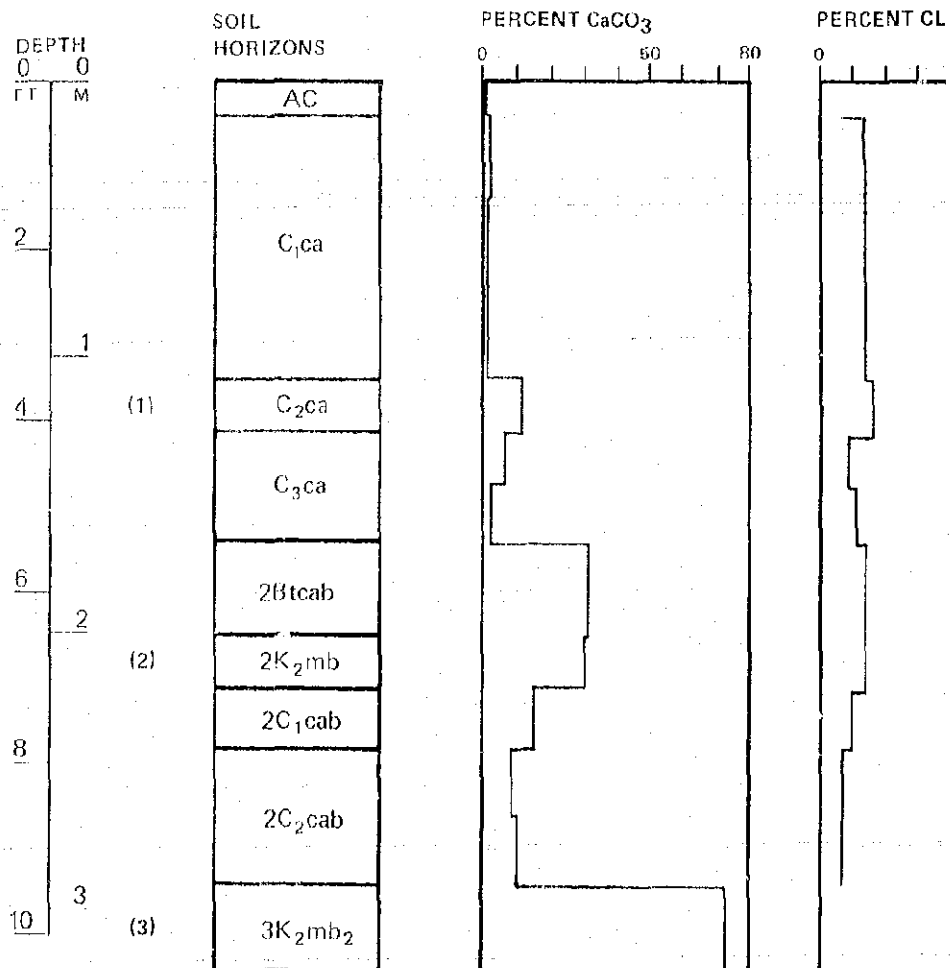 SOIL HORIZONS
PERCENT CaCO₃
PERCENT CL
DEPTH
0 0
FT M
0 50 80
0
AC
C₁ca
2
1
C₂ca
(1)
4
C₃ca
2Btcab
6
2
2K₂mb
(2)
2C₁cab
8
2C₂cab
3
10
(3)
3K₂mb₂